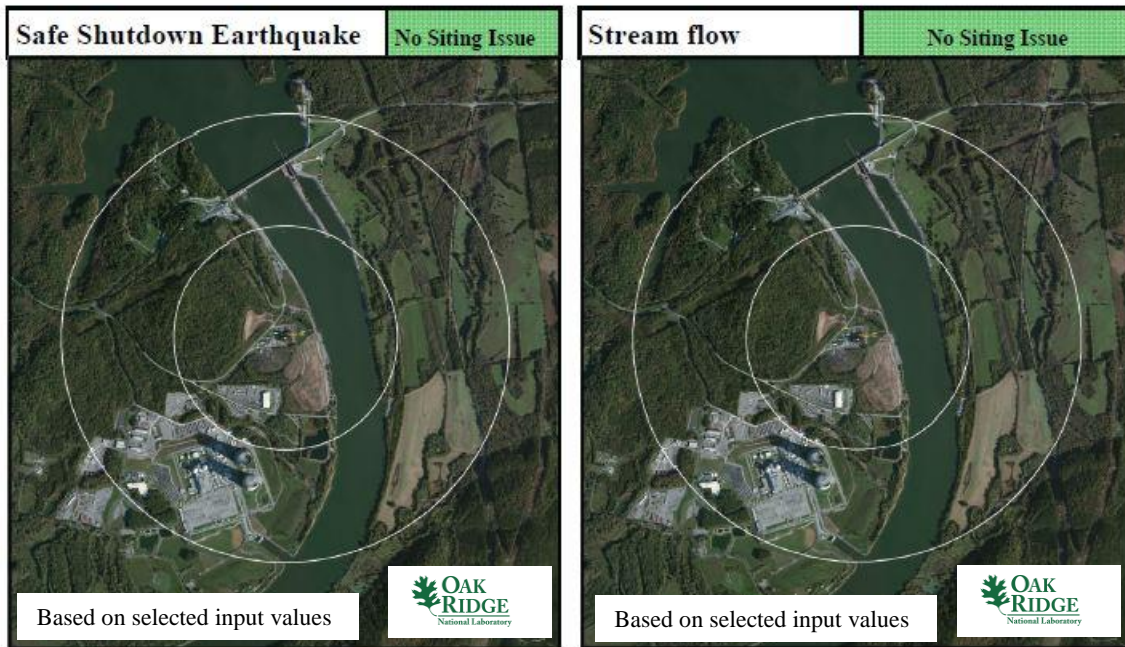 Safe Shutdown Earthquake
No Siting Issue
Based on selected input values
OAK
RIDGE
National Laboratory
Stream flow
No Siting Issue
Based on selected input values
OAK
RIDGE
National Laboratory